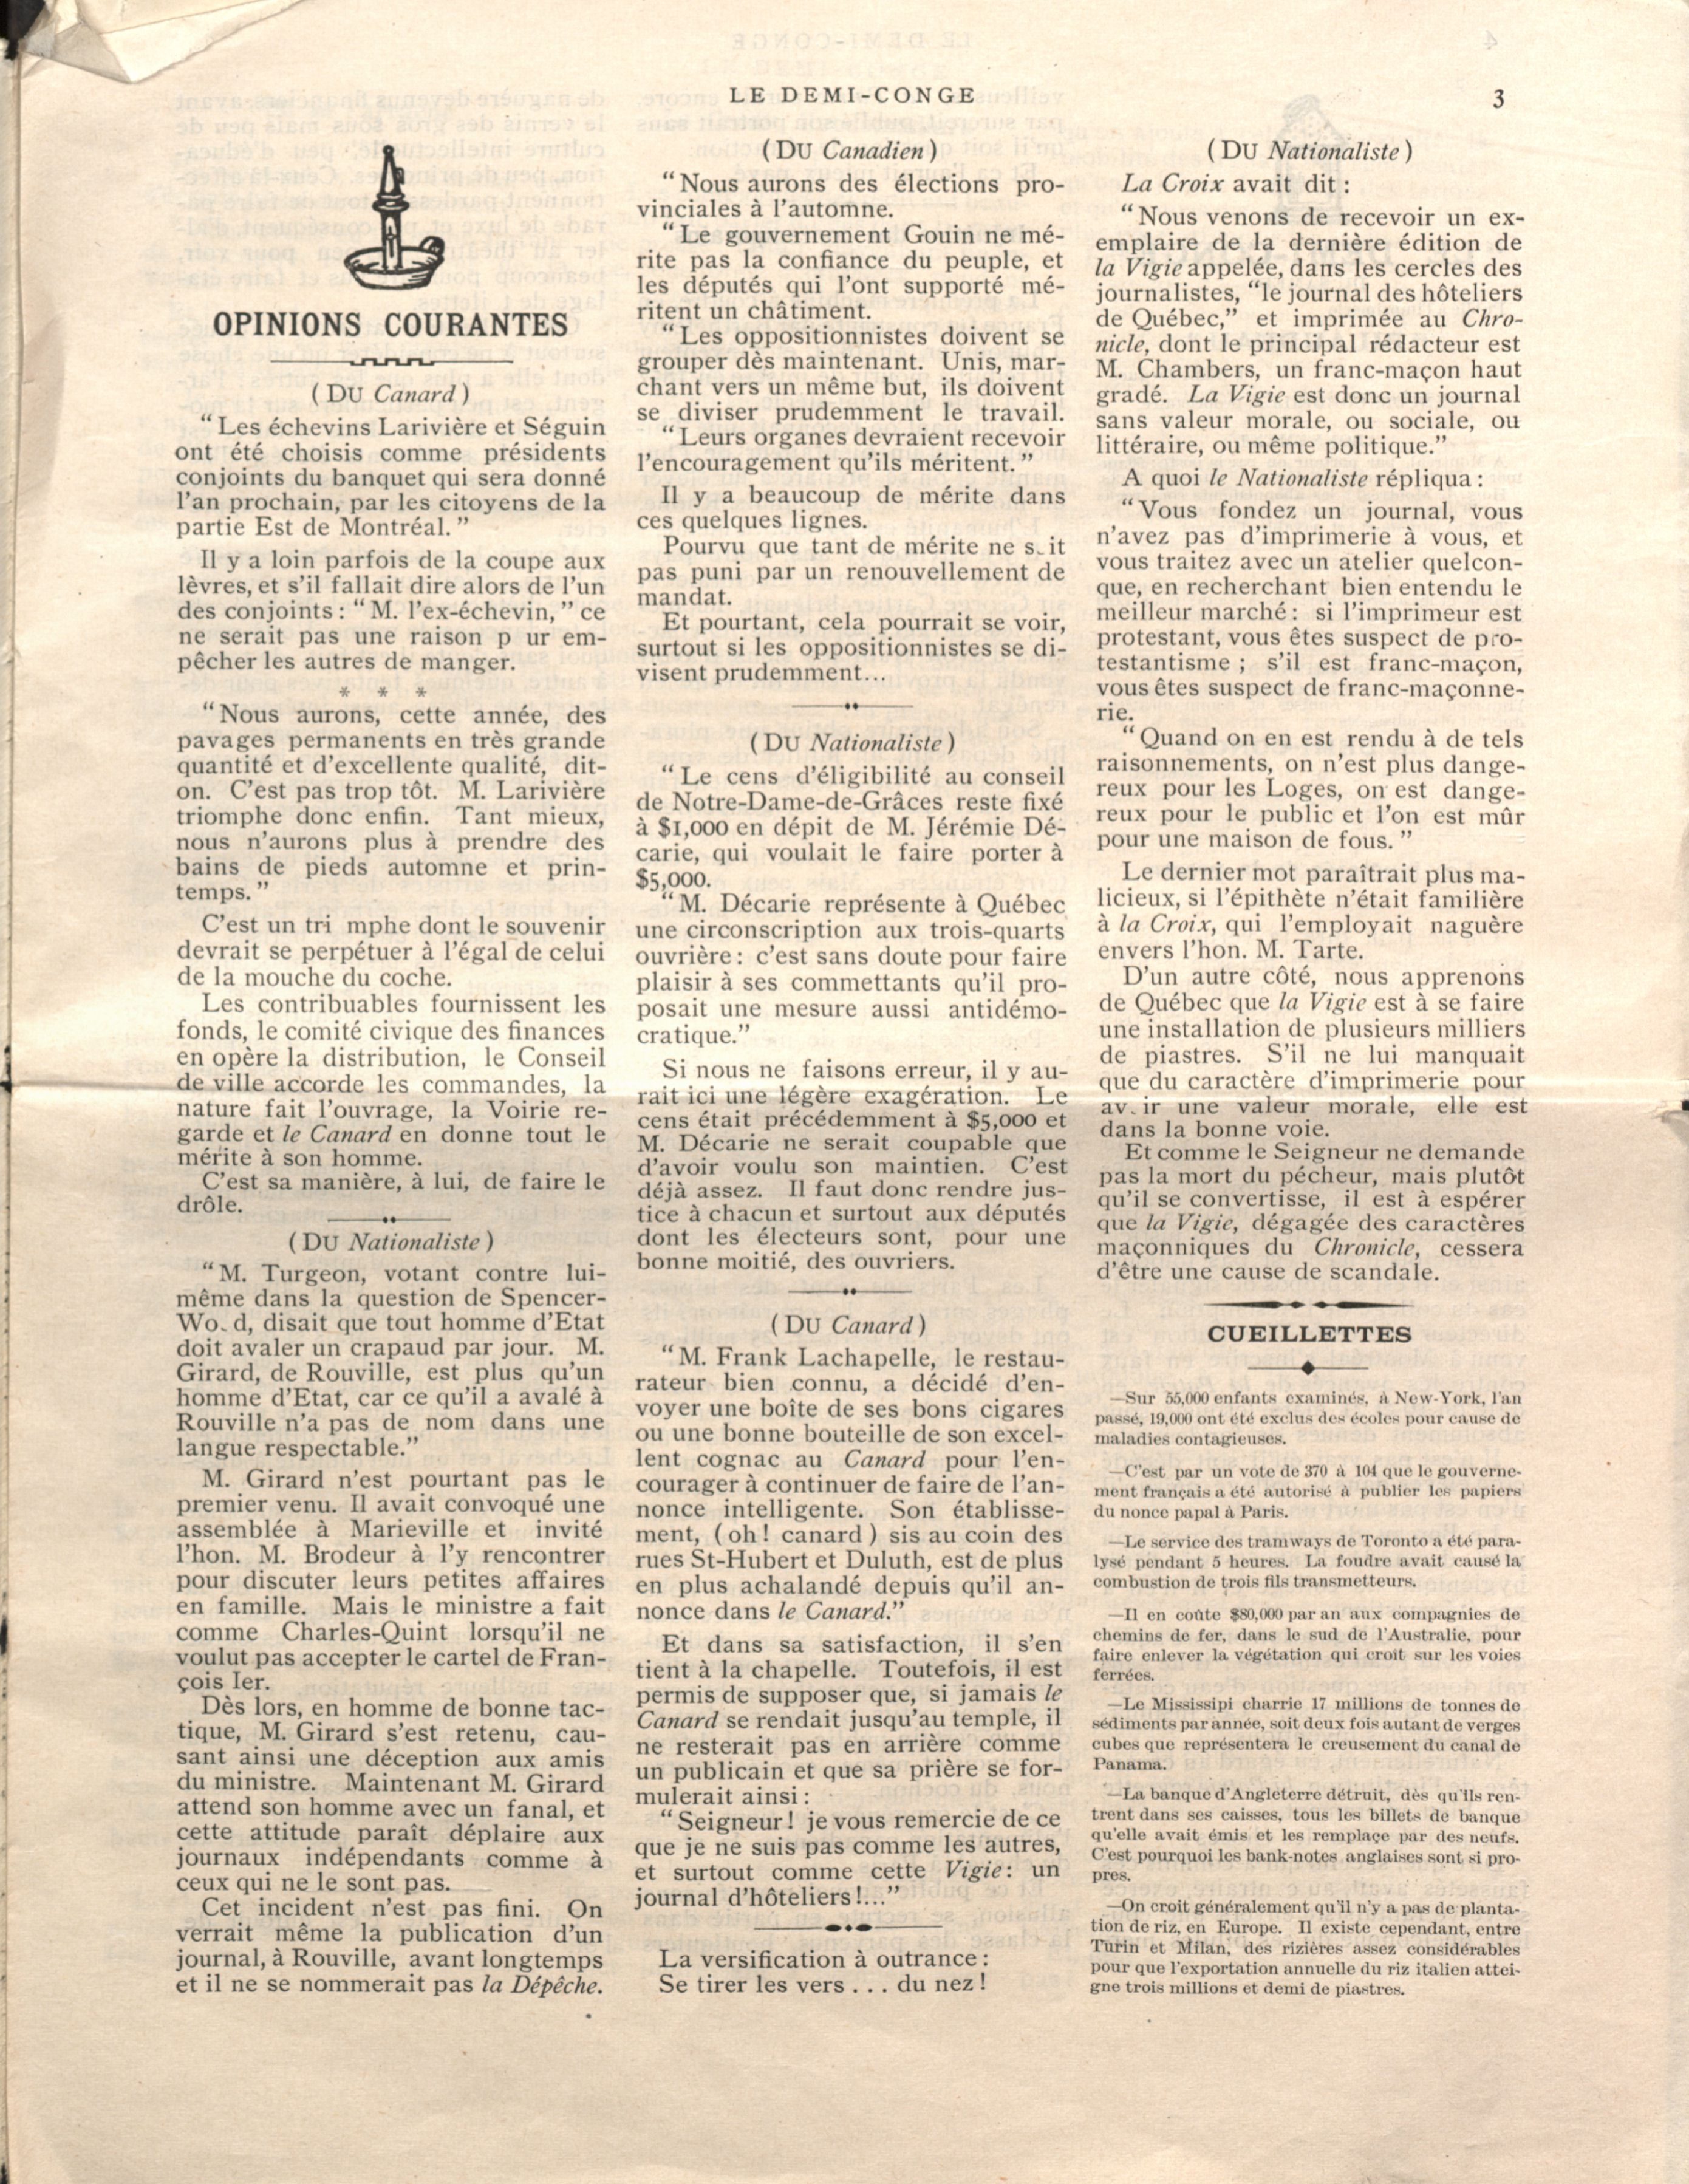 LE DEMI-CONGE
3
OPINIONS COURANTES
(DU Canard)
“Les échevins Larivière et Séguin
ont été choisis comme présidents
conjoints du banquet qui sera donné
l'an prochain, par les citoyens de la
partie Est de Montréal.”
Il y a loin parfois de la coupe aux
lèvres, et s'il fallait dire alors de l'un
des conjoints : “M. l'ex-échevin,” ce
ne serait pas une raison p ur em-
pêcher les autres de manger.
* * *
“Nous aurons, cette année, des
pavages permanents en très grande
quantité et d'excellente qualité, dit-
on. C'est pas trop tôt. M. Larivière
triomphe donc enfin. Tant mieux,
nous n'aurons plus à prendre des
bains de pieds automne et prin-
temps.”
C'est un tri mphe dont le souvenir
devrait se perpétuer à l'égal de celui
de la mouche du coche.
Les contribuables fournissent les
fonds, le comité civique des finances
en opère la distribution, le Conseil
de ville accorde les commandes, la
nature fait l'ouvrage, la Voirie re-
garde et le Canard en donne tout le
mérite à son homme.
C'est sa manière, à lui, de faire le
drôle.
(DU Nationaliste)
“M. Turgeon, votant contre lui-
même dans la question de Spencer-
Wo.d, disait que tout homme d'Etat
doit avaler un crapaud par jour. M.
Girard, de Rouville, est plus qu'un
homme d'Etat, car ce qu'il a avalé à
Rouville n'a pas de nom dans une
langue respectable.”
M. Girard n'est pourtant pas le
premier venu. Il avait convoqué une
assemblée à Marieville et invité
l'hon. M. Brodeur à l'y rencontrer
pour discuter leurs petites affaires
en famille. Mais le ministre a fait
comme Charles-Quint lorsqu'il ne
voulut pas accepter le cartel de Fran-
çois Ier.
Dès lors, en homme de bonne tac-
tique, M. Girard s'est retenu, cau-
sant ainsi une déception aux amis
du ministre. Maintenant M. Girard
attend son homme avec un fanal, et
cette attitude paraît déplaire aux
journaux indépendants comme à
ceux qui ne le sont pas.
Cet incident n'est pas fini. On
verrait même la publication d'un
journal, à Rouville, avant longtemps
et il ne se nommerait pas la Dépêche.
(DU Canadien)
“Nous aurons des élections pro-
vinciales à l'automne.
“Le gouvernement Gouin ne mé-
rite pas la confiance du peuple, et
les députés qui l'ont supporté mé-
ritent un châtiment.
“Les oppositionnistes doivent se
grouper dès maintenant. Unis, mar-
chant vers un même but, ils doivent
se diviser prudemment le travail.
“Leurs organes devraient recevoir
l'encouragement qu'ils méritent.”
Il y a beaucoup de mérite dans
ces quelques lignes.
Pourvu que tant de mérite ne s.it
pas puni par un renouvellement de
mandat.
Et pourtant, cela pourrait se voir,
surtout si les oppositionnistes se di-
visent prudemment...
(DU Nationaliste)
“Le cens d'éligibilité au conseil
de Notre-Dame-de-Grâces reste fixé
à $1,000 en dépit de M. Jérémie Dé-
carie, qui voulait le faire porter à
$5,000.
“M. Décarie représente à Québec
une circonscription aux trois-quarts
ouvrière : c'est sans doute pour faire
plaisir à ses commettants qu'il pro-
posait une mesure aussi antidémo-
cratique.”
Si nous ne faisons erreur, il y au-
rait ici une légère exagération. Le
cens était précédemment à $5,000 et
M. Décarie ne serait coupable que
d'avoir voulu son maintien. C'est
déjà assez. Il faut donc rendre jus-
tice à chacun et surtout aux députés
dont les électeurs sont, pour une
bonne moitié, des ouvriers.
(DU Canard)
“M. Frank Lachapelle, le restau-
rateur bien connu, a décidé d'en-
voyer une boîte de ses bons cigares
ou une bonne bouteille de son excel-
lent cognac au Canard pour l'en-
courager à continuer de faire de l'an-
nonce intelligente. Son établisse-
ment, (oh! canard) sis au coin des
rues St-Hubert et Duluth, est de plus
en plus achalandé depuis qu'il an-
nonce dans le Canard.”
Et dans sa satisfaction, il s'en
tient à la chapelle. Toutefois, il est
permis de supposer que, si jamais le
Canard se rendait jusqu'au temple, il
ne resterait pas en arrière comme
un publicain et que sa prière se for-
mulerait ainsi :
“Seigneur! je vous remercie de ce
que je ne suis pas comme les autres,
et surtout comme cette Vigie: un
journal d'hôteliers!...”
La versification à outrance :
Se tirer les vers ... du nez !
(DU Nationaliste)
La Croix avait dit :
“Nous venons de recevoir un ex-
emplaire de la dernière édition de
la Vigie appelée, dans les cercles des
journalistes, “le journal des hôteliers
de Québec,” et imprimée au Chro-
nicle, dont le principal rédacteur est
M. Chambers, un franc-maçon haut
gradé. La Vigie est donc un journal
sans valeur morale, ou sociale, ou
littéraire, ou même politique.”
A quoi le Nationaliste répliqua :
“Vous fondez un journal, vous
n'avez pas d'imprimerie à vous, et
vous traitez avec un atelier quelcon-
que, en recherchant bien entendu le
meilleur marché : si l'imprimeur est
protestant, vous êtes suspect de pro-
testantisme ; s'il est franc-maçon,
vous êtes suspect de franc-maçonne-
rie.
“Quand on en est rendu à de tels
raisonnements, on n'est plus dange-
reux pour les Loges, on est dange-
reux pour le public et l'on est mûr
pour une maison de fous.”
Le dernier mot paraîtrait plus ma-
licieux, si l'épithète n'était familière
à la Croix, qui l'employait naguère
envers l'hon. M. Tarte.
D'un autre côté, nous apprenons
de Québec que la Vigie est à se faire
une installation de plusieurs milliers
de piastres. S'il ne lui manquait
que du caractère d'imprimerie pour
av.ir une valeur morale, elle est
dans la bonne voie.
Et comme le Seigneur ne demande
pas la mort du pécheur, mais plutôt
qu'il se convertisse, il est à espérer
que la Vigie, dégagée des caractères
maçonniques du Chronicle, cessera
d'être une cause de scandale.
CUEILLETTES
—Sur 55,000 enfants examinés, à New-York, l'an
passé, 19,000 ont été exclus des écoles pour cause de
maladies contagieuses.
—C'est par un vote de 370 à 104 que le gouverne-
ment français a été autorisé à publier les papiers
du nonce papal à Paris.
—Le service des tramways de Toronto a été para-
lysé pendant 5 heures. La foudre avait causé la
combustion de trois fils transmetteurs.
—Il en coûte $80,000 par an aux compagnies de
chemins de fer, dans le sud de l'Australie, pour
faire enlever la végétation qui croît sur les voies
ferrées.
—Le Mississipi charrie 17 millions de tonnes de
sédiments par année, soit deux fois autant de verges
cubes que représentera le creusement du canal de
Panama.
—La banque d'Angleterre détruit, dès qu'ils ren-
trent dans ses caisses, tous les billets de banque
qu'elle avait émis et les remplace par des neufs.
C'est pourquoi les bank-notes anglaises sont si pro-
pres.
—On croit généralement qu'il n'y a pas de planta-
tion de riz, en Europe. Il existe cependant, entre
Turin et Milan, des rizières assez considérables
pour que l'exportation annuelle du riz italien attei-
gne trois millions et demi de piastres.